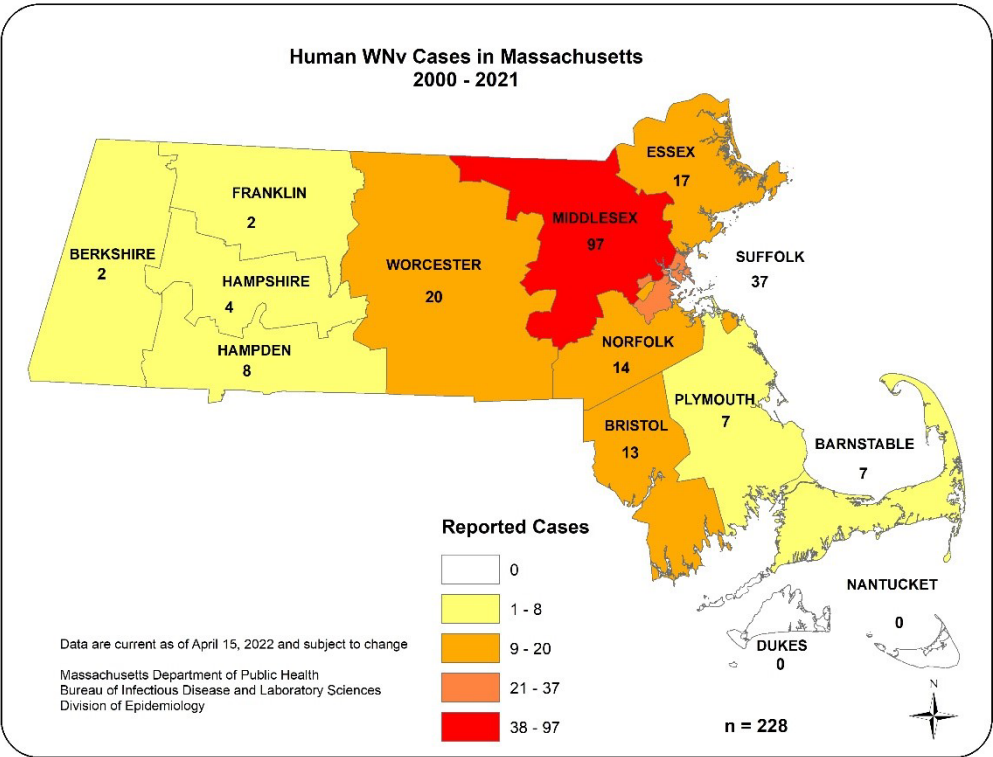 Human WNv Cases in Massachusetts
2000 - 2021
ESSEX
17
FRANKLIN
2
MIDDLESEX
97
BERKSHIRE
2
SUFFOLK
37
WORCESTER
20
HAMPSHIRE
4
NORFOLK
14
HAMPDEN
8
PLYMOUTH
7
BRISTOL
13
BARNSTABLE
7
Reported Cases
0
1 - 8
9 - 20
21 - 37
38 - 97
NANTUCKET
0
DUKES
0
Data are current as of April 15, 2022 and subject to change
Massachusetts Department of Public Health
Bureau of Infectious Disease and Laboratory Sciences
Division of Epidemiology
N
n = 228